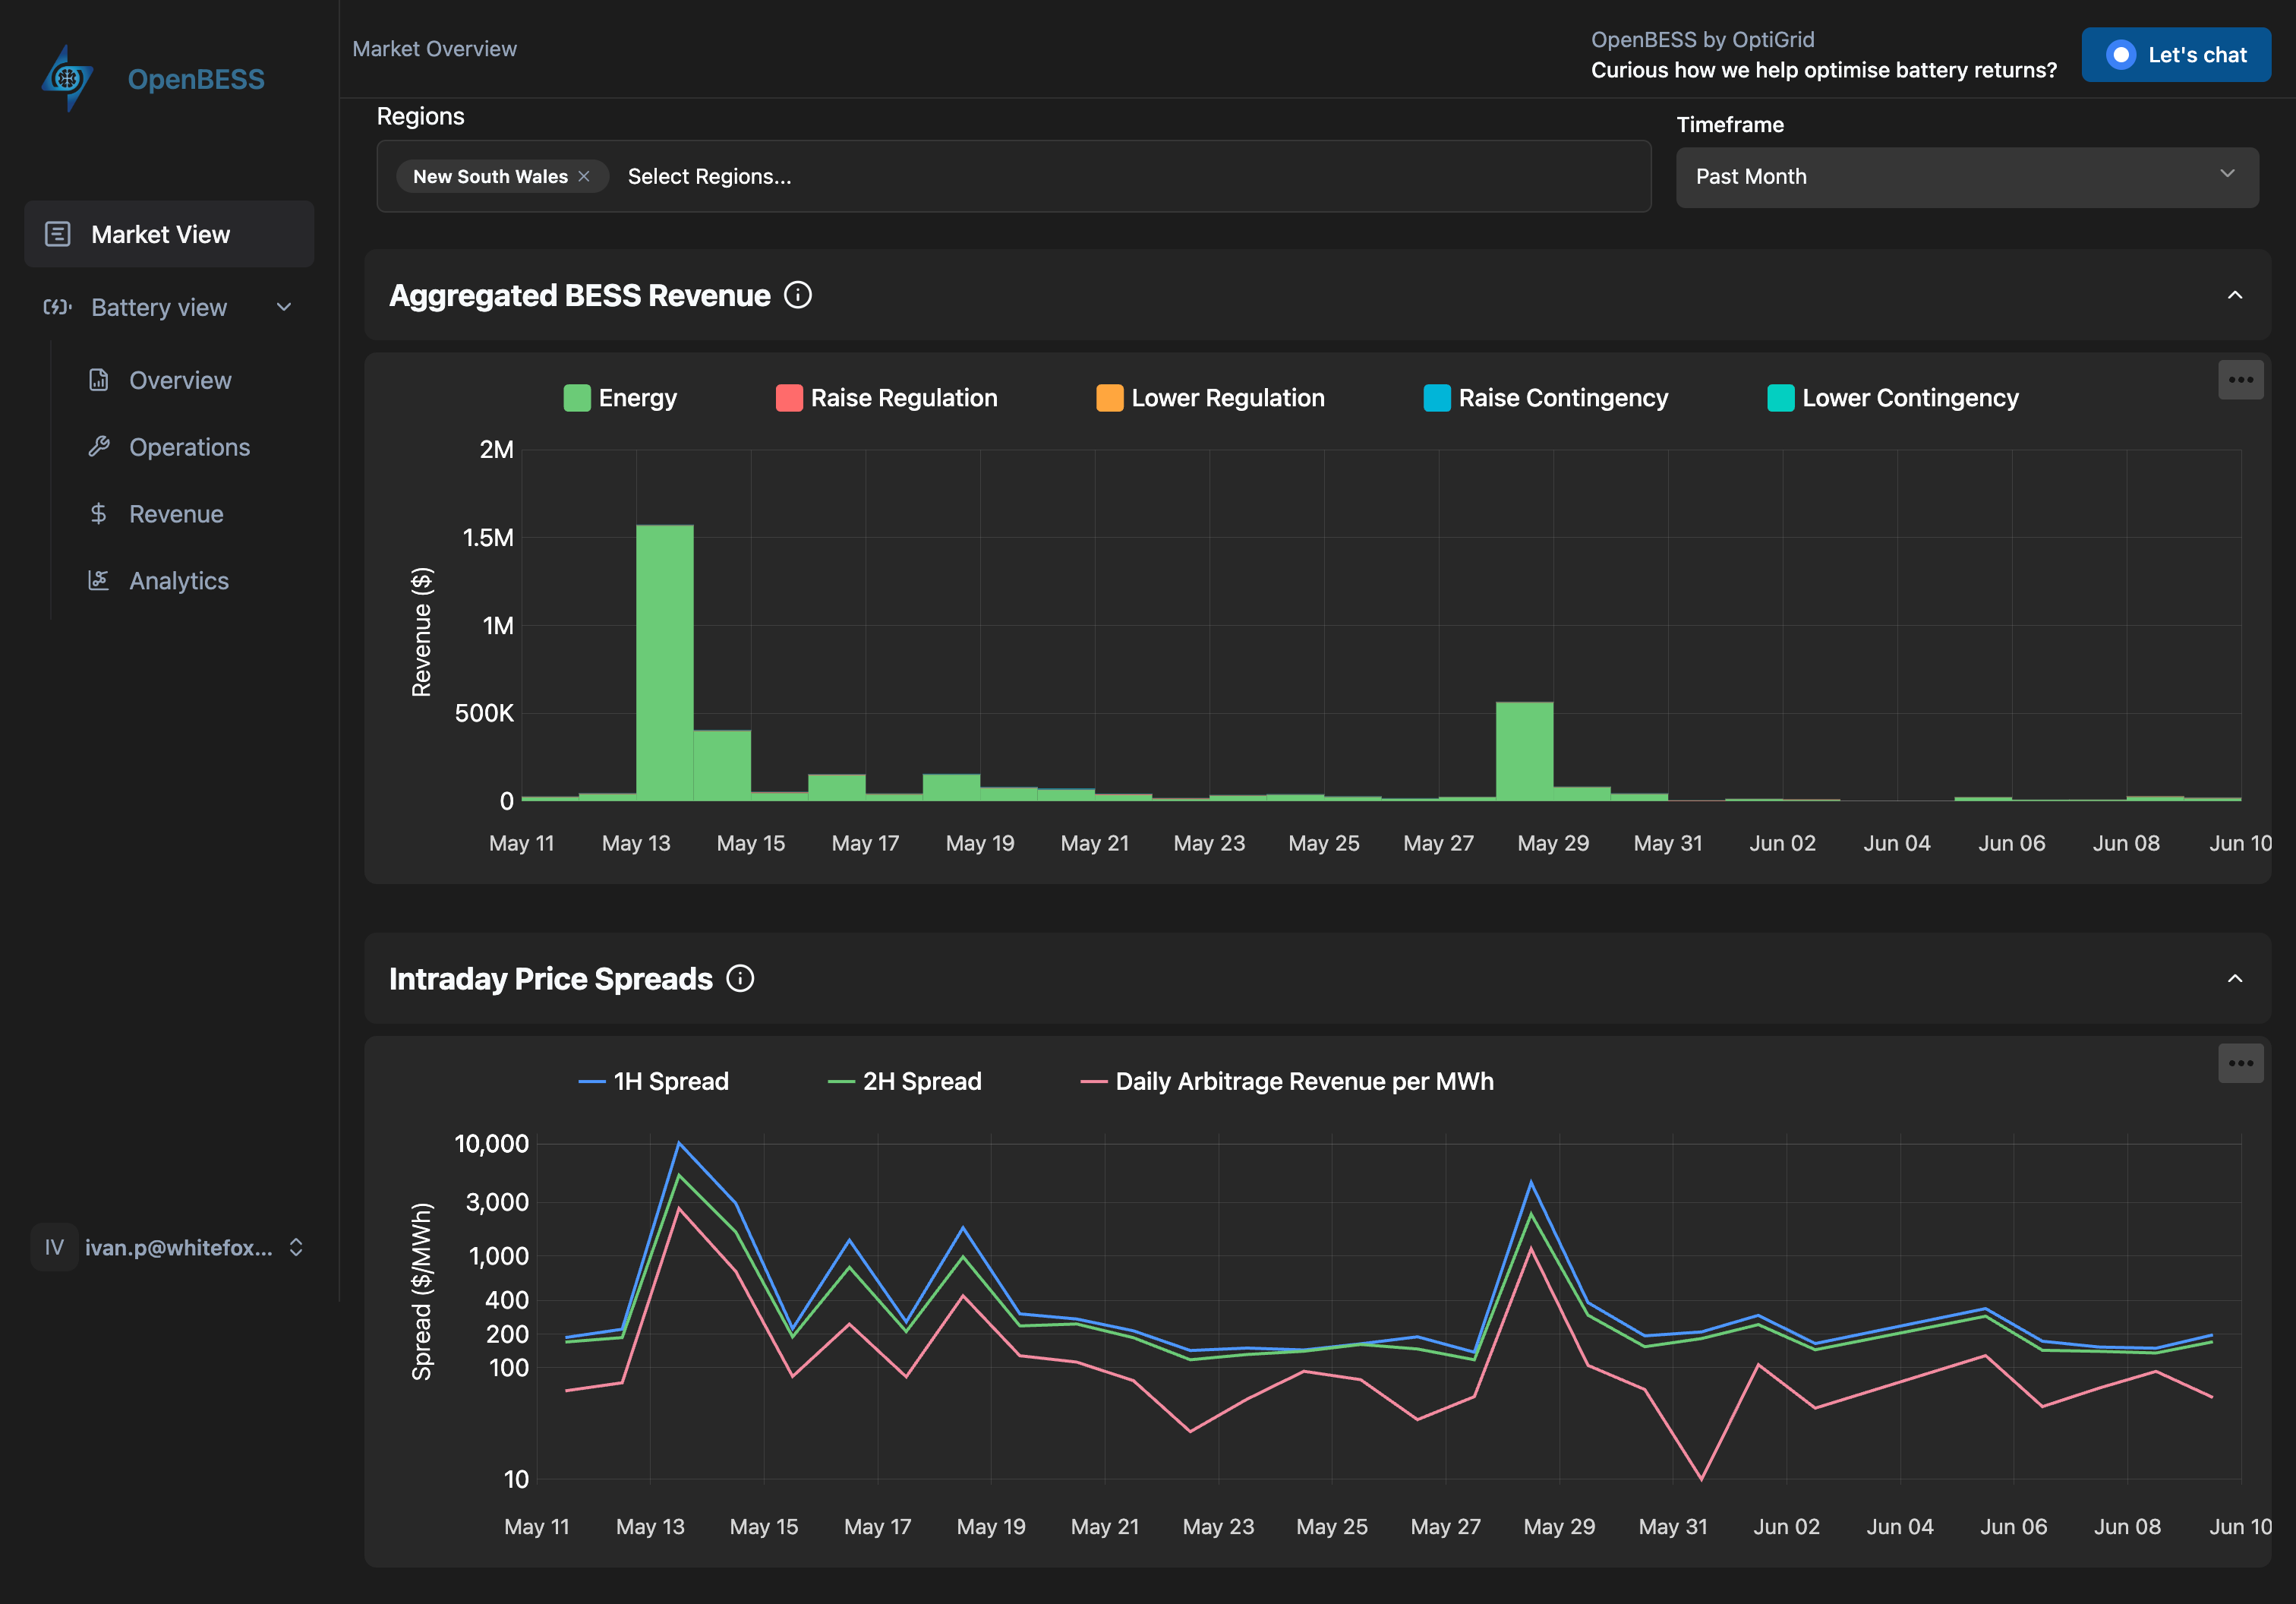 OpenBESS
Market Overview
OpenBESS by OptiGrid
Curious how we help optimise battery returns?
Let's chat
Market View
Battery view
Overview
Operations
Revenue
Analytics
IV
ivan.p@whitefox...
Regions
New South Wales
Select Regions...
Timeframe
Past Month
Aggregated BESS Revenue
Energy
Raise Regulation
Lower Regulation
Raise Contingency
Lower Contingency
Revenue ($)
2M
1.5M
1M
500K
0
May 11
May 13
May 15
May 17
May 19
May 21
May 23
May 25
May 27
May 29
May 31
Jun 02
Jun 04
Jun 06
Jun 08
Jun 10
Intraday Price Spreads
1H Spread
2H Spread
Daily Arbitrage Revenue per MWh
Spread ($/MWh)
10,000
3,000
1,000
400
200
100
10
May 11
May 13
May 15
May 17
May 19
May 21
May 23
May 25
May 27
May 29
May 31
Jun 02
Jun 04
Jun 06
Jun 08
Jun 10